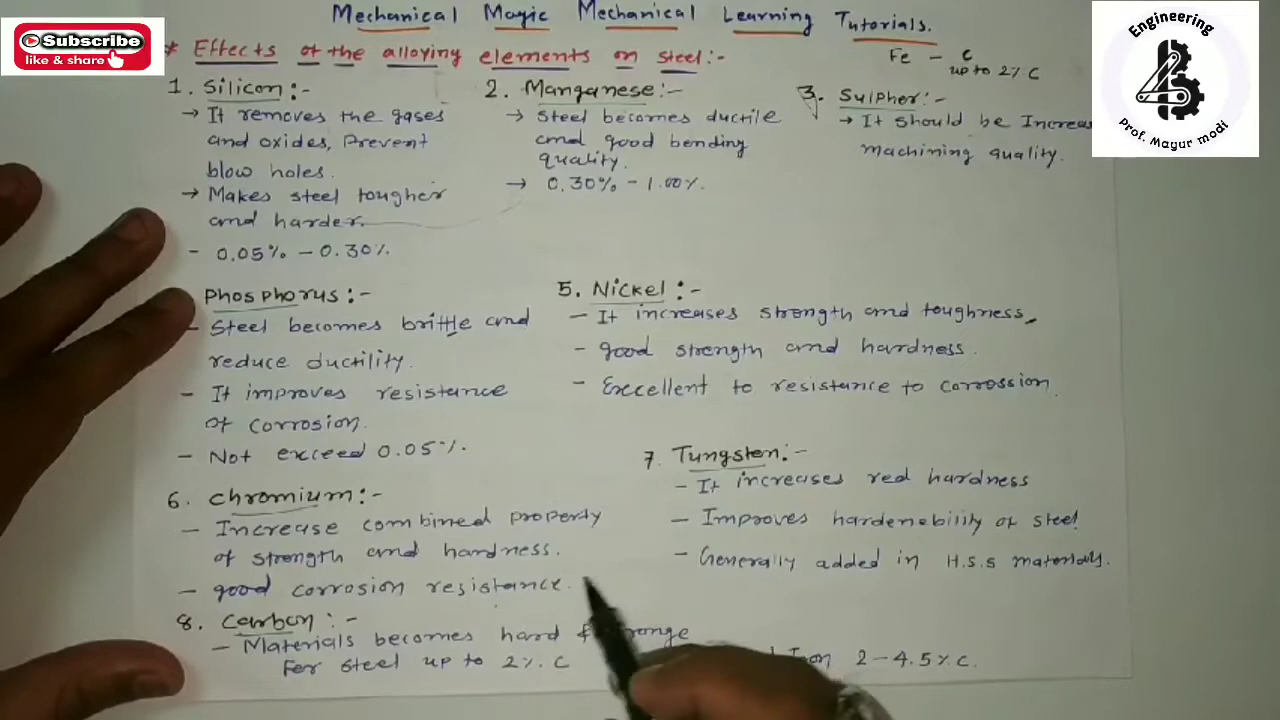 Mechanical Magic Mechanical Learning Tutorials.
Subscribe
like & share
Engineering
Prof. Mayur modi
* Effects of the alloying elements on steel:-
Fe - C
up to 2% C
1. Silicon:-
→ It removes the gases
and oxides, Prevent
blow holes.
→ Makes steel tougher
and harder.
- 0.05% - 0.30%
2. Manganese:-
→ Steel becomes ductile
and good bending
quality.
→ 0.30% - 1.00%.
3. Sulpher:-
→ It should be Increas
machining quality.
Phosphorus:-
- Steel becomes brittle and
reduce ductility.
- It improves resistance
of corrosion.
- Not exceed 0.05%.
5. Nickel:-
- It increases strength and toughness.
- good strength and hardness.
- Excellent to resistance to corrossion.
6. Chromium:-
- Increase combined property
of strength and hardness.
- good corrosion resistance.
7. Tungsten:-
- It increases red hardness
- Improves hardenebility of steel
- Generally added in H.S.S materials.
8. Carbon:-
- Materials becomes hard &
For steel up to 2% C
Iron 2-4.5% C.